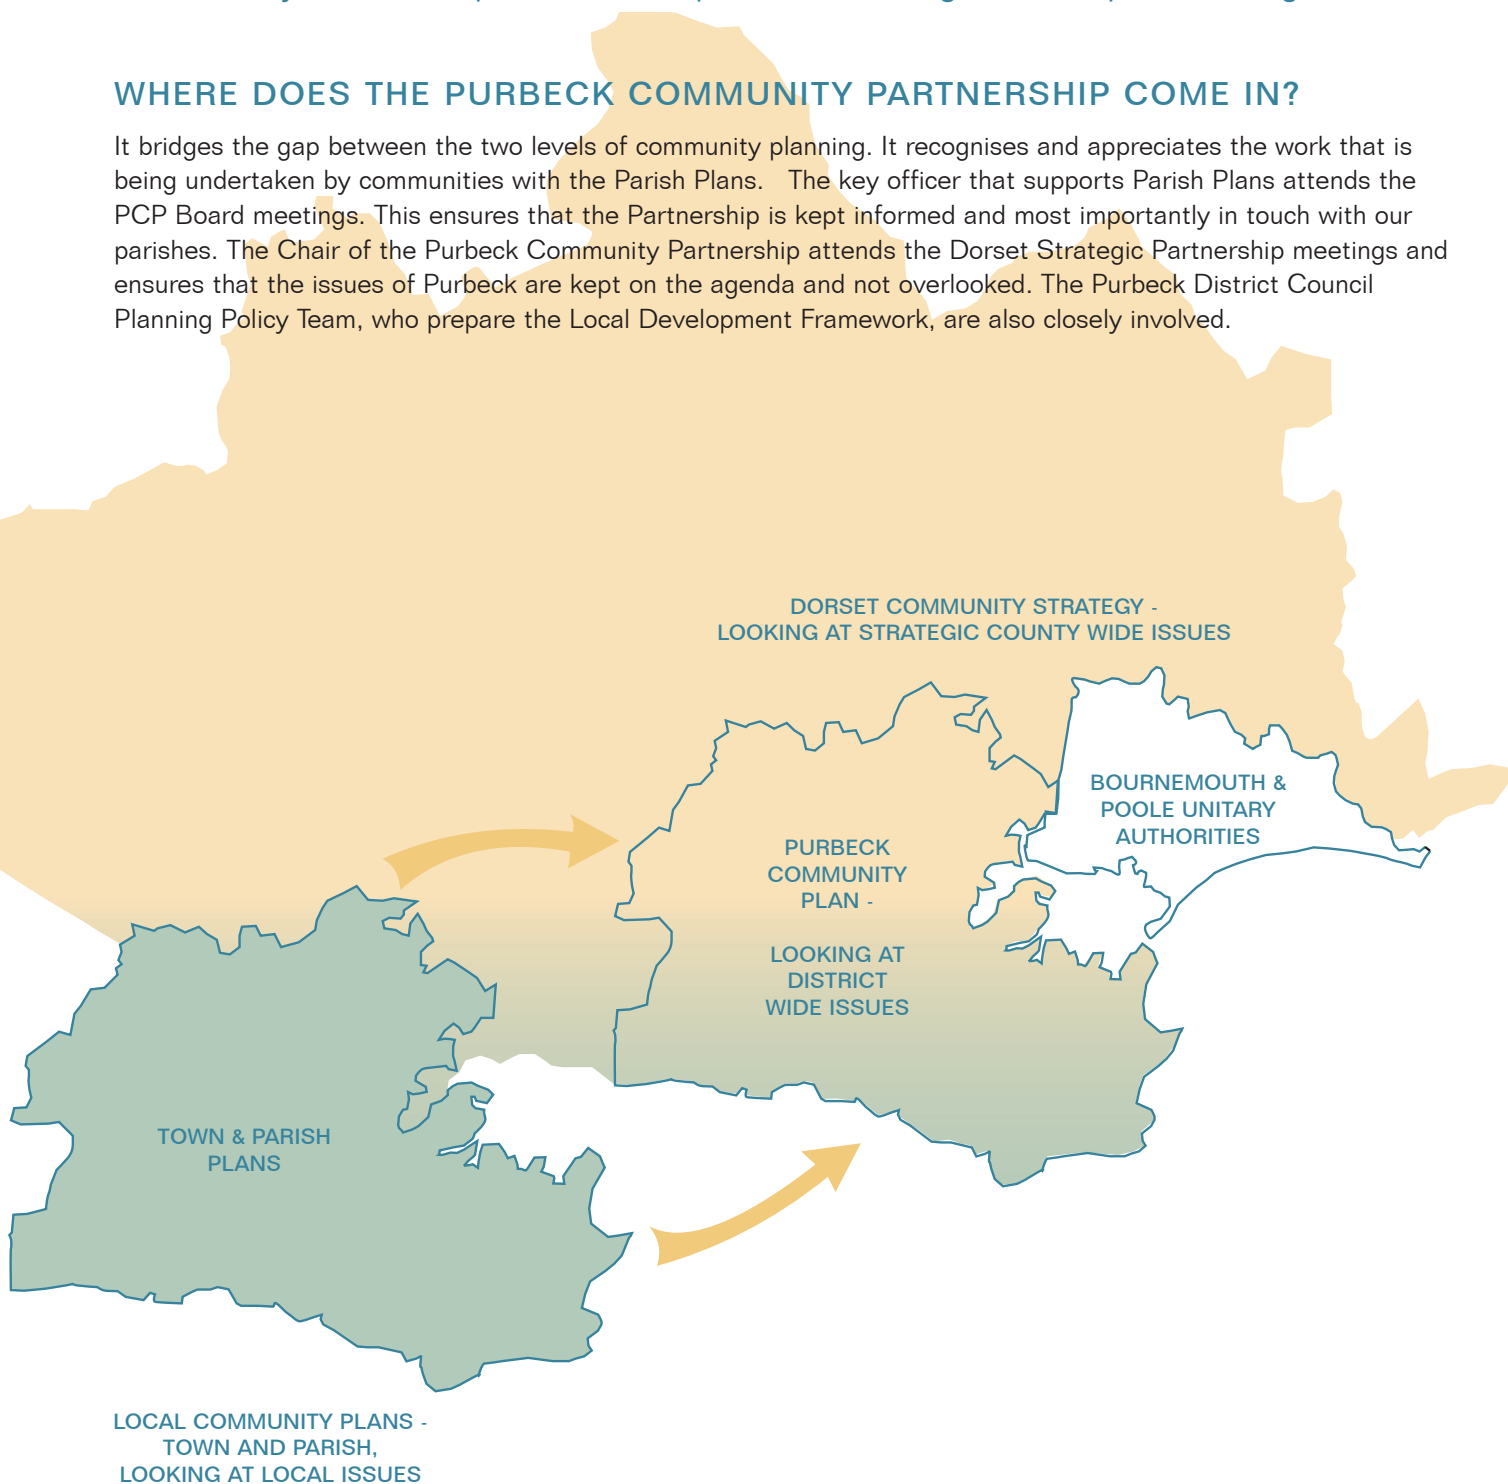 WHERE DOES THE PURBECK COMMUNITY PARTNERSHIP COME IN?
It bridges the gap between the two levels of community planning. It recognises and appreciates the work that is
being undertaken by communities with the Parish Plans.   The key officer that supports Parish Plans attends the
PCP Board meetings. This ensures that the Partnership is kept informed and most importantly in touch with our
parishes. The Chair of the Purbeck Community Partnership attends the Dorset Strategic Partnership meetings and
ensures that the issues of Purbeck are kept on the agenda and not overlooked. The Purbeck District Council
Planning Policy Team, who prepare the Local Development Framework, are also closely involved.
DORSET COMMUNITY STRATEGY -
LOOKING AT STRATEGIC COUNTY WIDE ISSUES
BOURNEMOUTH &
POOLE UNITARY
AUTHORITIES
PURBECK
COMMUNITY
PLAN -
LOOKING AT
DISTRICT
WIDE ISSUES
TOWN & PARISH
PLANS
LOCAL COMMUNITY PLANS -
TOWN AND PARISH,
LOOKING AT LOCAL ISSUES